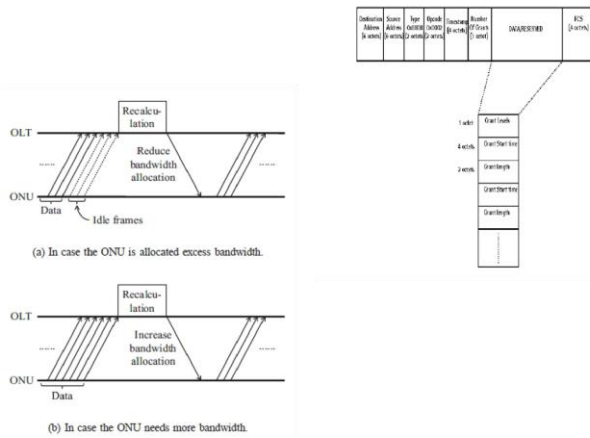 Recalcu-
lation
OLT
Reduce
bandwidth
allocation
......
......
ONU
Data
Idle frames
(a) In case the ONU is allocated excess bandwidth.
Recalcu-
lation
OLT
Increase
bandwidth
allocation
......
......
ONU
Data
(b) In case the ONU needs more bandwidth.
Destination
Address
(6 octets)
Source
Address
(6 octets)
Type
(2 octets)
Opcode
(2 octets)
Timestamp
(4 octets)
Number
Of Grants
(1 octet)
DATA/RESERVED
FCS
(4 octets)
1 octet
Grant Levels
4 octets
Grant Start time
2 octets
Grant length
Grant Start time
Grant length